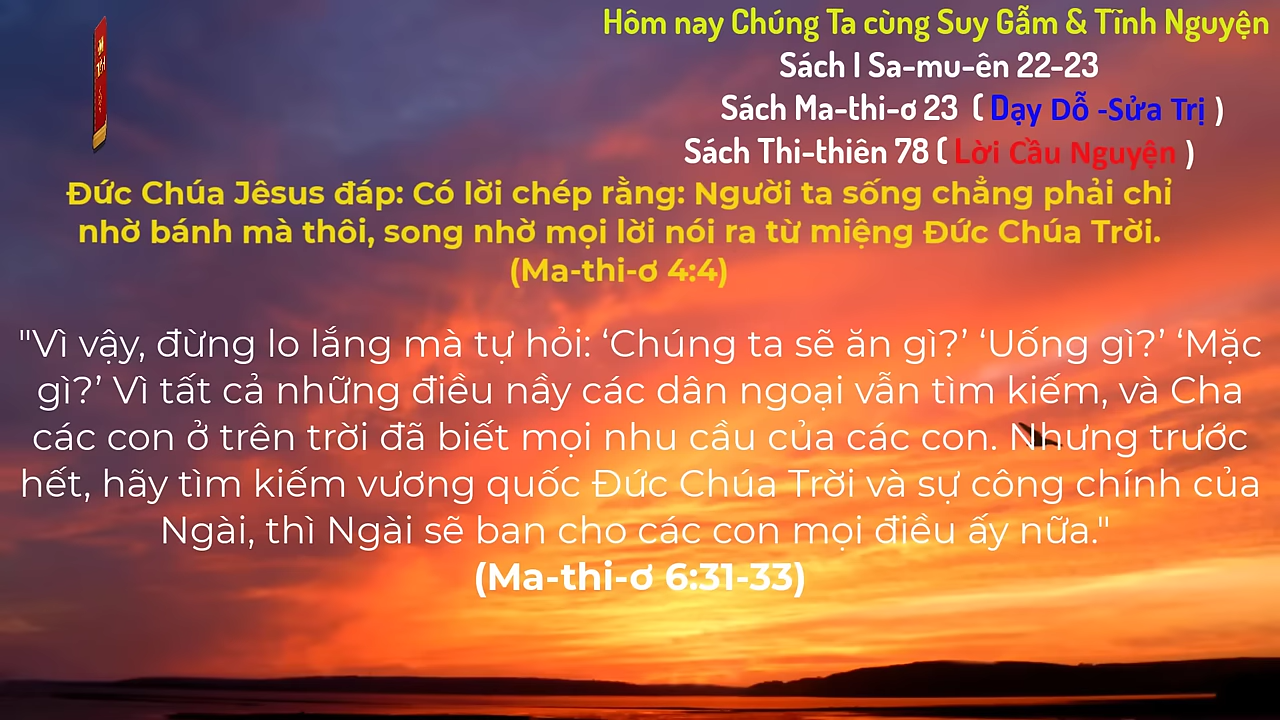 Hôm nay Chúng Ta cùng Suy Gẫm & Tĩnh Nguyện
Sách I Sa-mu-ên 22-23
Sách Ma-thi-ơ 23 ( Dạy Dỗ -Sửa Trị )
Sách Thi-thiên 78 ( Lời Cầu Nguyện )
Đức Chúa Jêsus đáp: Có lời chép rằng: Người ta sống chẳng phải chỉ
nhờ bánh mà thôi, song nhờ mọi lời nói ra từ miệng Đức Chúa Trời.
(Ma-thi-ơ 4:4)
"Vì vậy, đừng lo lắng mà tự hỏi: ‘Chúng ta sẽ ăn gì?’ ‘Uống gì?’ ‘Mặc
gì?’ Vì tất cả những điều nầy các dân ngoại vẫn tìm kiếm, và Cha
các con ở trên trời đã biết mọi nhu cầu của các con. Nhưng trước
hết, hãy tìm kiếm vương quốc Đức Chúa Trời và sự công chính của
Ngài, thì Ngài sẽ ban cho các con mọi điều ấy nữa."
(Ma-thi-ơ 6:31-33)